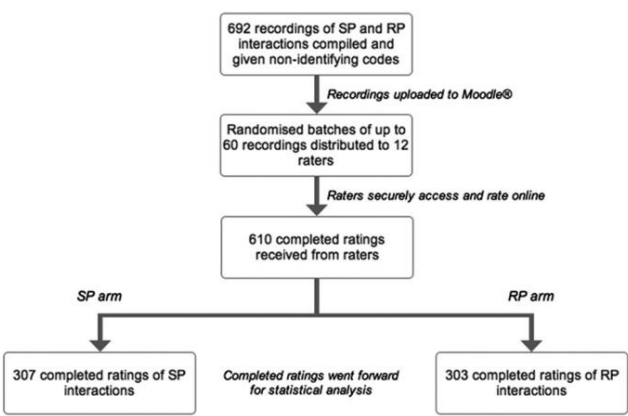 692 recordings of SP and RP
interactions compiled and
given non-identifying codes
Recordings uploaded to Moodle®
Randomised batches of up to
60 recordings distributed to 12
raters
Raters securely access and rate online
610 completed ratings
received from raters
SP arm
RP arm
307 completed ratings of SP
interactions
Completed ratings went forward
for statistical analysis
303 completed ratings of RP
interactions